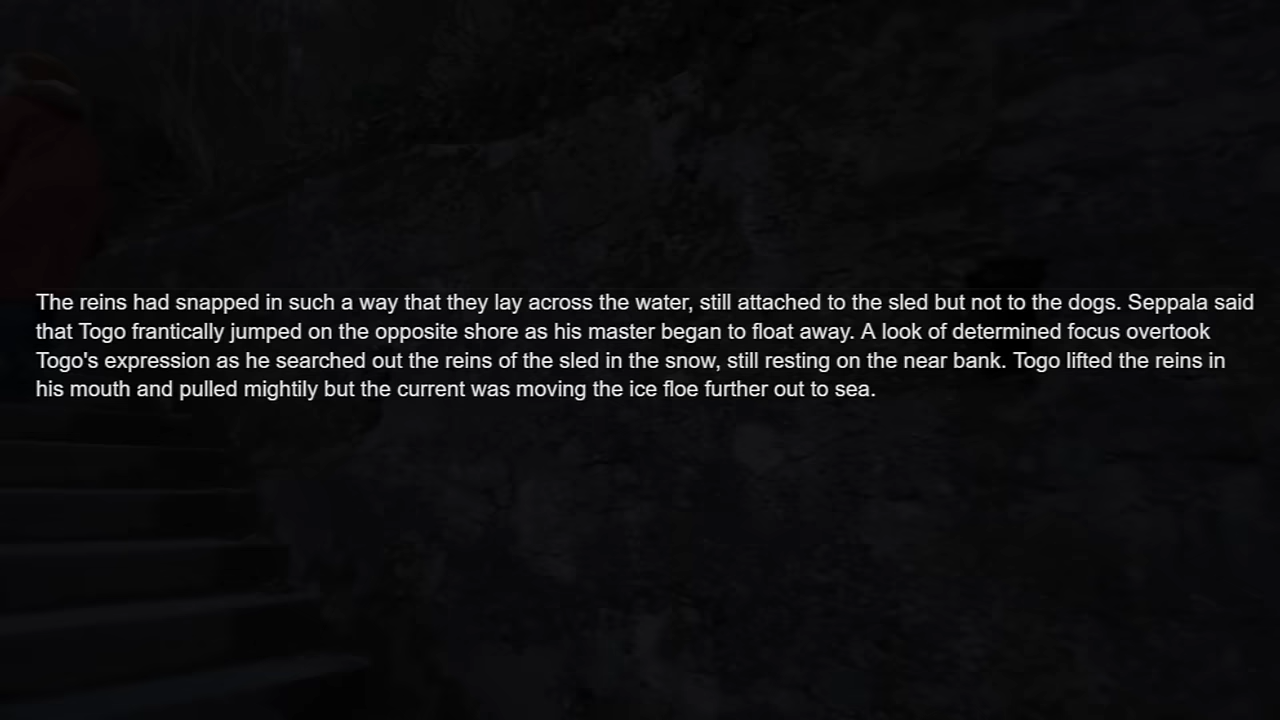 The reins had snapped in such a way that they lay across the water, still attached to the sled but not to the dogs. Seppala said
that Togo frantically jumped on the opposite shore as his master began to float away. A look of determined focus overtook
Togo's expression as he searched out the reins of the sled in the snow, still resting on the near bank. Togo lifted the reins in
his mouth and pulled mightily but the current was moving the ice floe further out to sea.